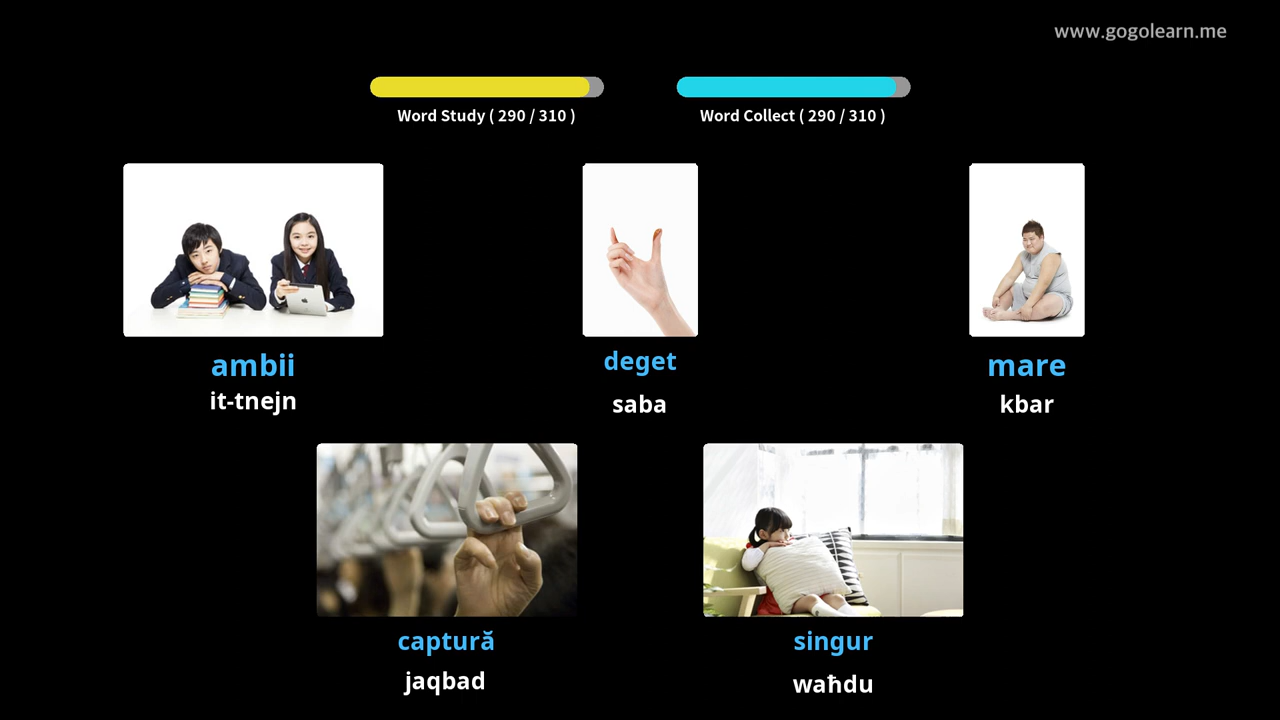 www.gogolearn.me
Word Study ( 290 / 310 )
Word Collect ( 290 / 310 )
ambii
it-tnejn
deget
saba
mare
kbar
captură
jaqbad
singur
waħdu